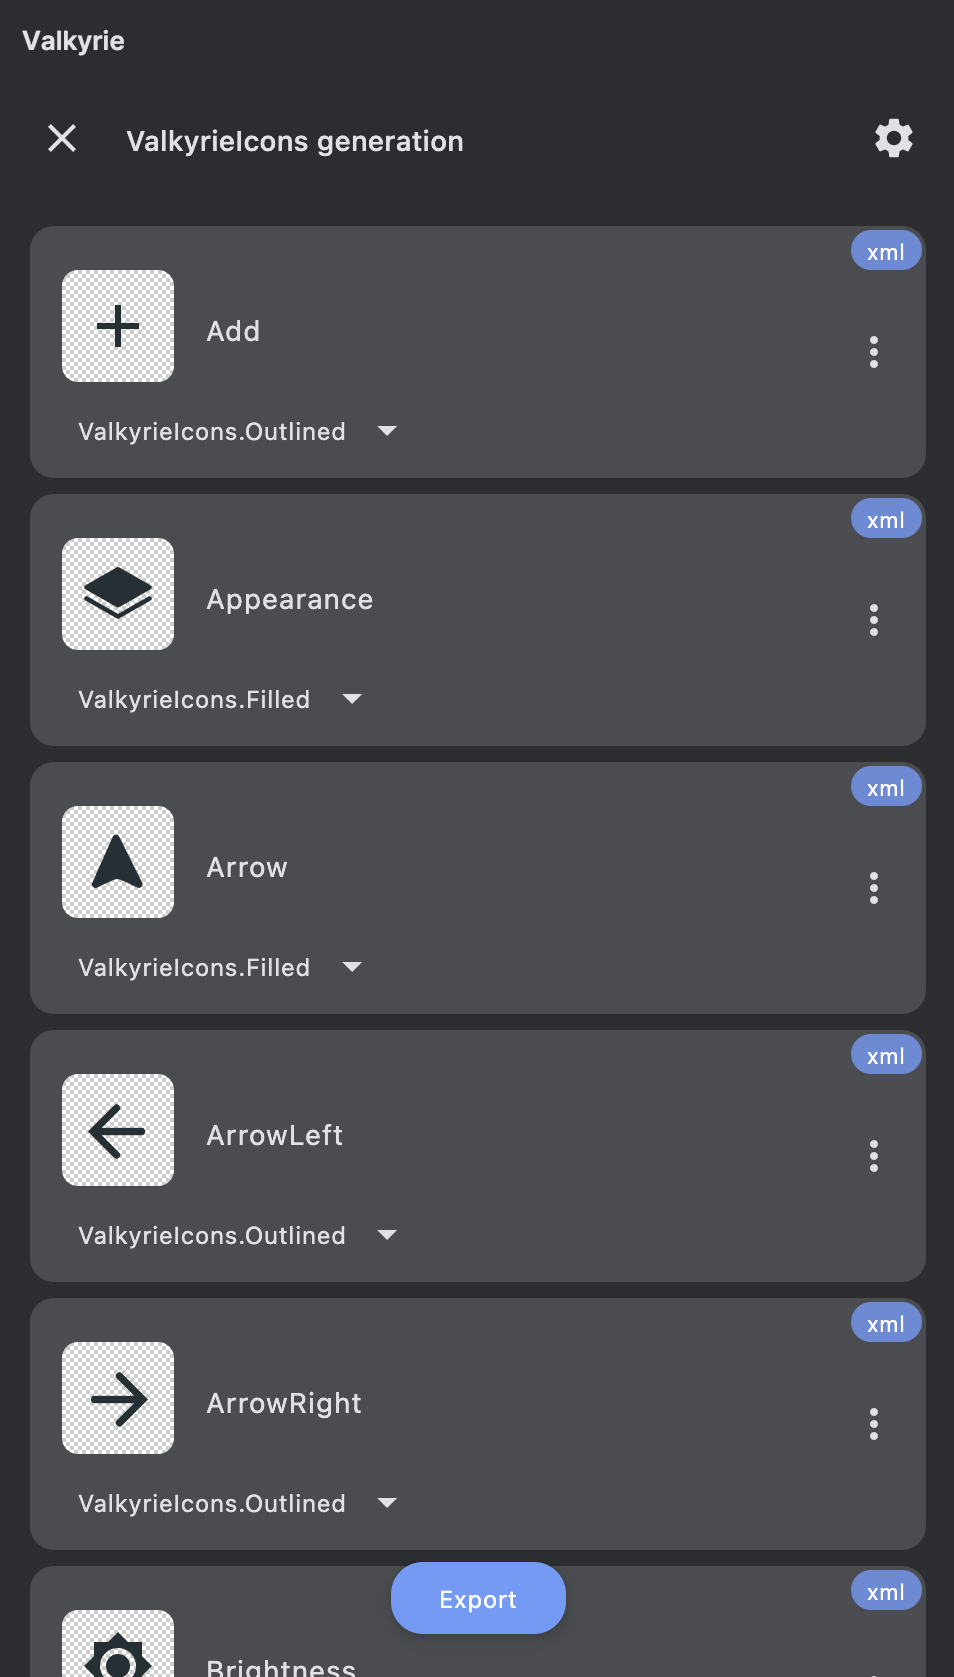 Valkyrie
ValkyrieIcons generation
xml
Add
ValkyrieIcons.Outlined
xml
Appearance
ValkyrieIcons.Filled
xml
Arrow
ValkyrieIcons.Filled
xml
ArrowLeft
ValkyrieIcons.Outlined
xml
ArrowRight
ValkyrieIcons.Outlined
xml
Export
Brightness